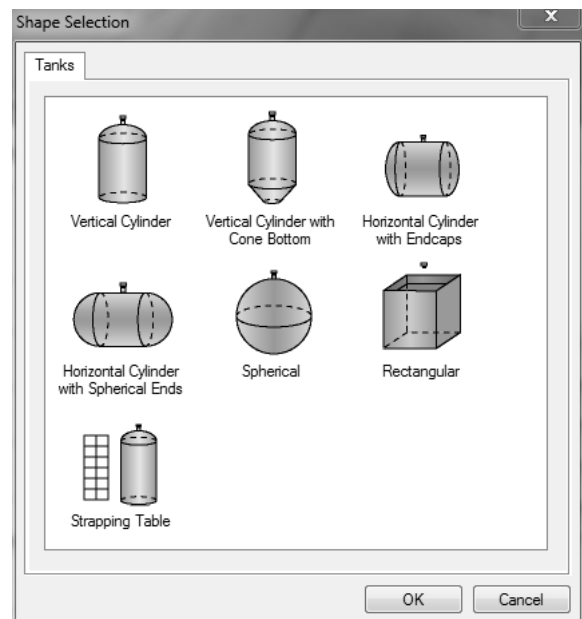 Shape Selection
x
Tanks
Vertical Cylinder
Vertical Cylinder with
Cone Bottom
Horizontal Cylinder
with Endcaps
Horizontal Cylinder
with Spherical Ends
Spherical
Rectangular
Strapping Table
OK
Cancel